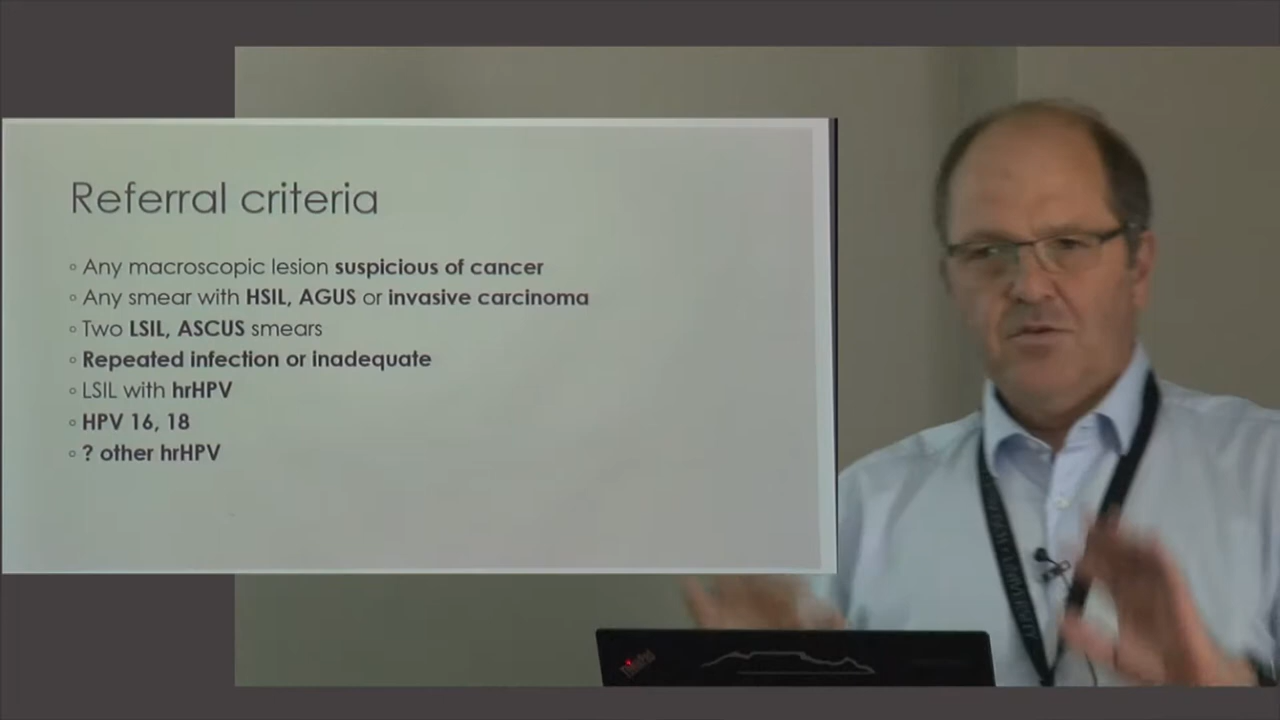 Referral criteria
◦ Any macroscopic lesion suspicious of cancer
◦ Any smear with HSIL, AGUS or invasive carcinoma
◦ Two LSIL, ASCUS smears
◦ Repeated infection or inadequate
◦ LSIL with hrHPV
◦ HPV 16, 18
◦ ? other hrHPV
ThinkPad